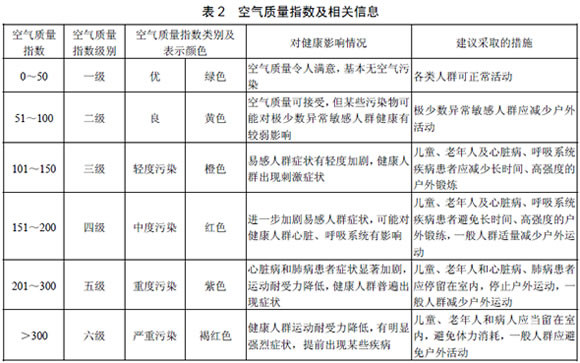 表 2 空气质量指数及相关信息
空气质量
指数
空气质量
指数级别
空气质量指数类别及
表示颜色
对健康影响情况
建议采取的措施
0～50
一级
优
绿色
空气质量令人满意，基本无空气污
染
各类人群可正常活动
51～100
二级
良
黄色
空气质量可接受，但某些污染物可
能对极少数异常敏感人群健康有
较弱影响
极少数异常敏感人群应减少户外
活动
101～150
三级
轻度污染
橙色
易感人群症状有轻度加剧，健康人
群出现刺激症状
儿童、老年人及心脏病、呼吸系统
疾病患者应减少长时间、高强度的
户外锻炼
151～200
四级
中度污染
红色
进一步加剧易感人群症状，可能对
健康人群心脏、呼吸系统有影响
儿童、老年人及心脏病、呼吸系统
疾病患者避免长时间、高强度的
户外锻炼，一般人群适量减少户外运
动
201～300
五级
重度污染
紫色
心脏病和肺病患者症状显著加剧，
运动耐受力降低，健康人群普遍出
现症状
儿童、老年人和心脏病、肺病患者
应停留在室内，停止户外运动，一
般人群减少户外运动
＞300
六级
严重污染
褐红色
健康人群运动耐受力降低，有明显
强烈症状，提前出现某些疾病
儿童、老年人和病人应当留在室
内，避免体力消耗，一般人群应避
免户外活动